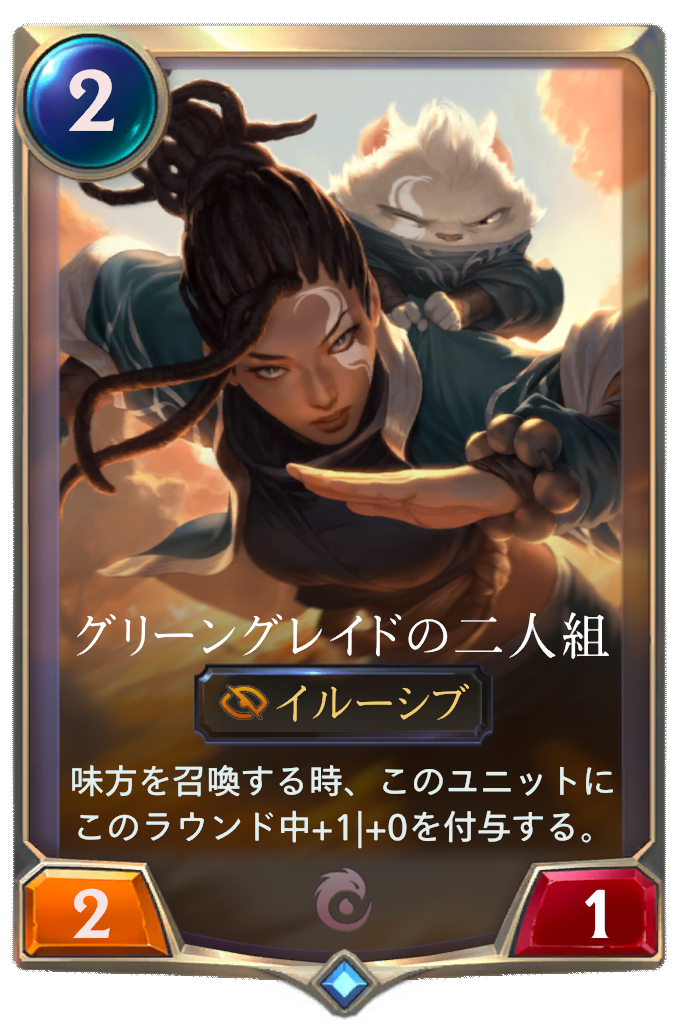 2
グリーングレイドの二人組
イルーシブ
味方を召喚する時、このユニットに
このラウンド中+1|+0を付与する。
2
1